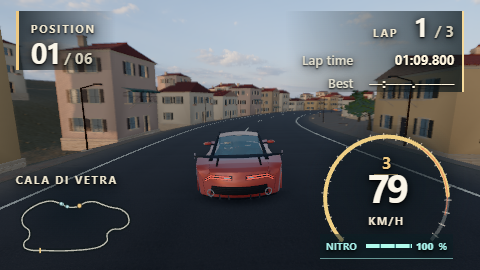 POSITION
01 / 06
LAP 1 / 3
Lap time 01:09.800
Best --:--.---
CALA DI VETRA
3
79
KM/H
NITRO 100 %